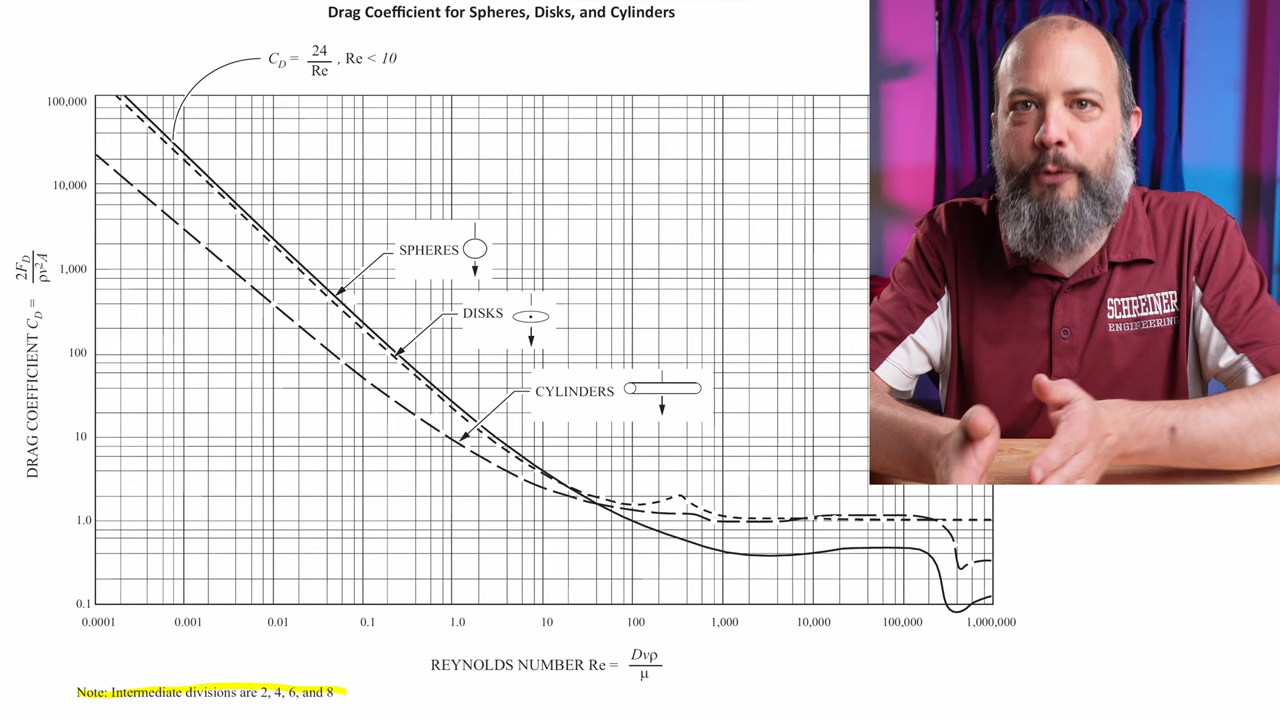 Drag Coefficient for Spheres, Disks, and Cylinders
C_D = 24/Re , Re < 10
100,000
10,000
1,000
100
10
1.0
0.1
DRAG COEFFICIENT C_D = 2F_D/ρv²A
SPHERES
DISKS
CYLINDERS
0.0001 0.001 0.01 0.1 1.0 10 100 1,000 10,000 100,000 1,000,000
REYNOLDS NUMBER Re = Dvρ/μ
Note: Intermediate divisions are 2, 4, 6, and 8
SCHREINER
ENGINEERING